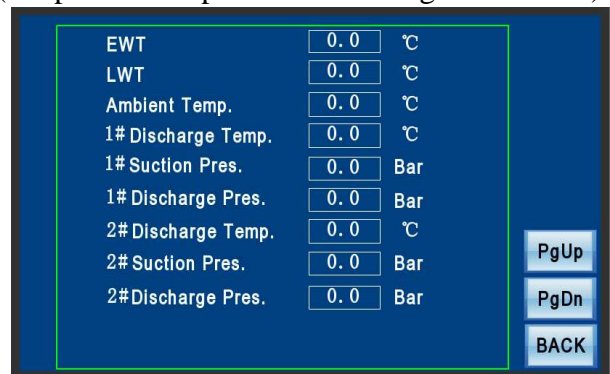 EWT 0.0 ℃
LWT 0.0 ℃
Ambient Temp. 0.0 ℃
1# Discharge Temp. 0.0 ℃
1# Suction Pres. 0.0 Bar
1# Discharge Pres. 0.0 Bar
2# Discharge Temp. 0.0 ℃
2# Suction Pres. 0.0 Bar
2#Discharge Pres. 0.0 Bar
PgUp
PgDn
BACK